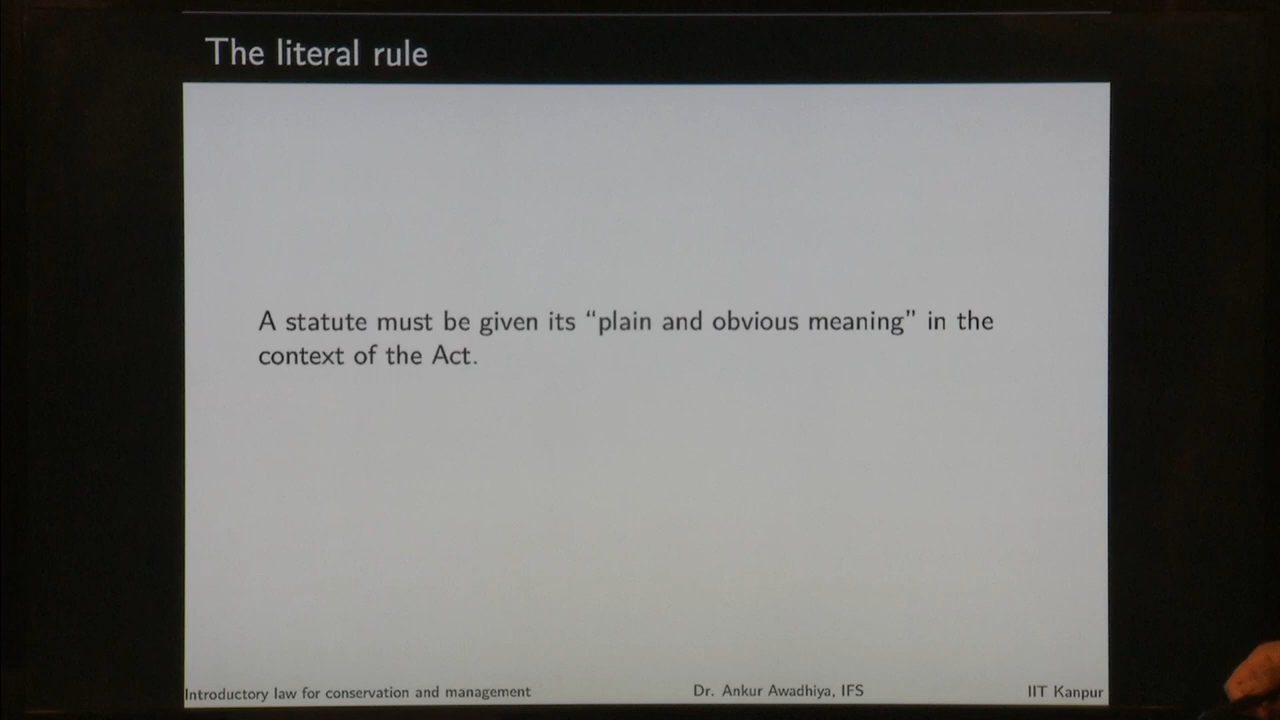 The literal rule
A statute must be given its “plain and obvious meaning” in the
context of the Act.
Introductory law for conservation and management
Dr. Ankur Awadhiya, IFS
IIT Kanpur